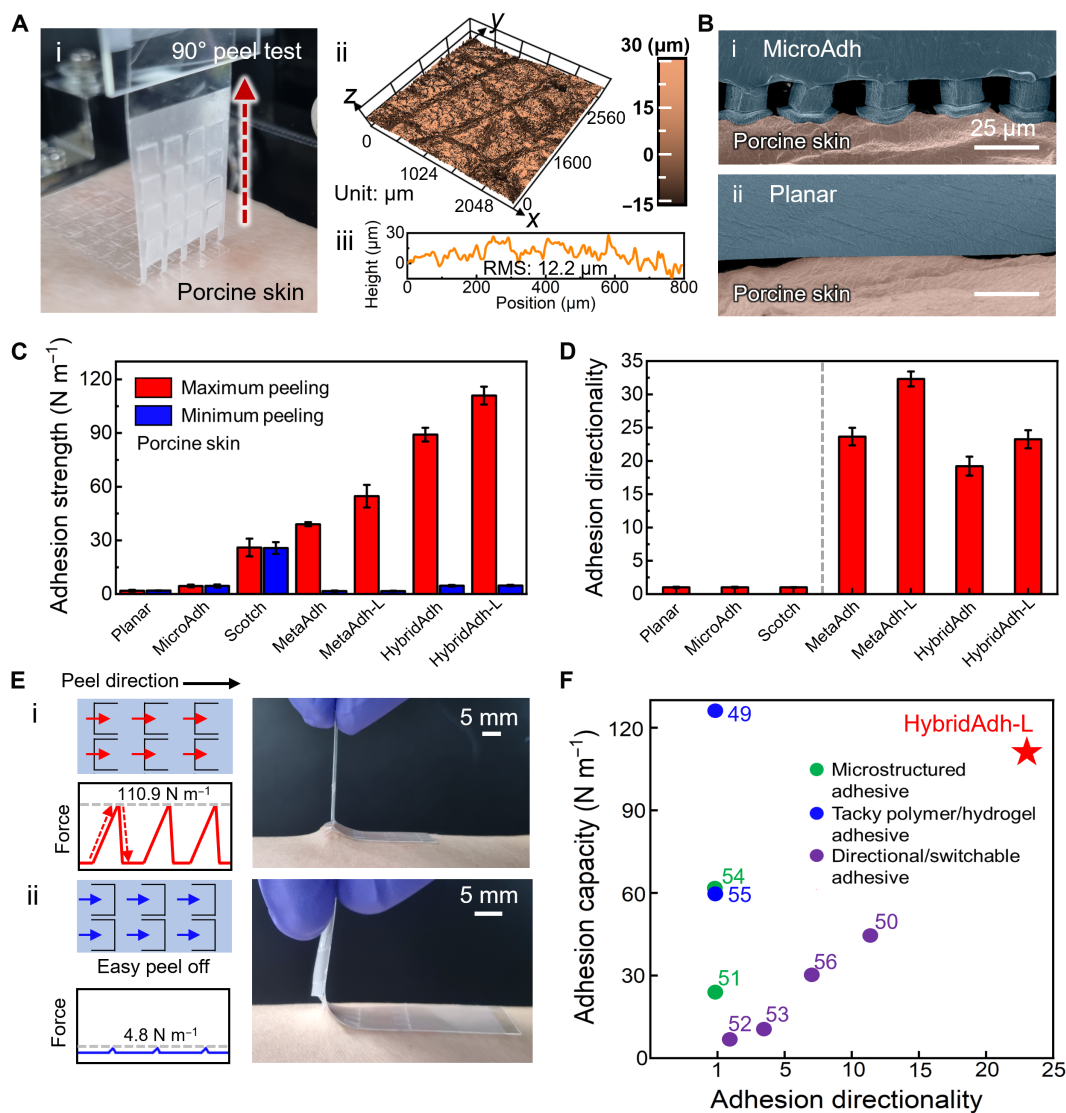 A
i
90° peel test
Porcine skin
ii
z
y
x
0
1024
2048
0
1600
2560
Unit: µm
30 (µm)
15
0
−15
iii
Height (µm)
30
0
RMS: 12.2 µm
0
200
400
600
800
Position (µm)
B
i MicroAdh
Porcine skin
25 µm
ii Planar
Porcine skin
C
Adhesion strength (N m−1)
120
90
60
30
0
Maximum peeling
Minimum peeling
Porcine skin
Planar
MicroAdh
Scotch
MetaAdh
MetaAdh-L
HybridAdh
HybridAdh-L
D
Adhesion directionality
35
30
25
20
15
10
5
0
Planar
MicroAdh
Scotch
MetaAdh
MetaAdh-L
HybridAdh
HybridAdh-L
E
Peel direction
i
Force
110.9 N m−1
5 mm
ii
Easy peel off
Force
4.8 N m−1
5 mm
F
Adhesion capacity (N m−1)
120
90
60
30
0
49
HybridAdh-L
Microstructured
adhesive
Tacky polymer/hydrogel
adhesive
Directional/switchable
adhesive
54
55
50
56
51
52
53
1
5
10
15
20
25
Adhesion directionality